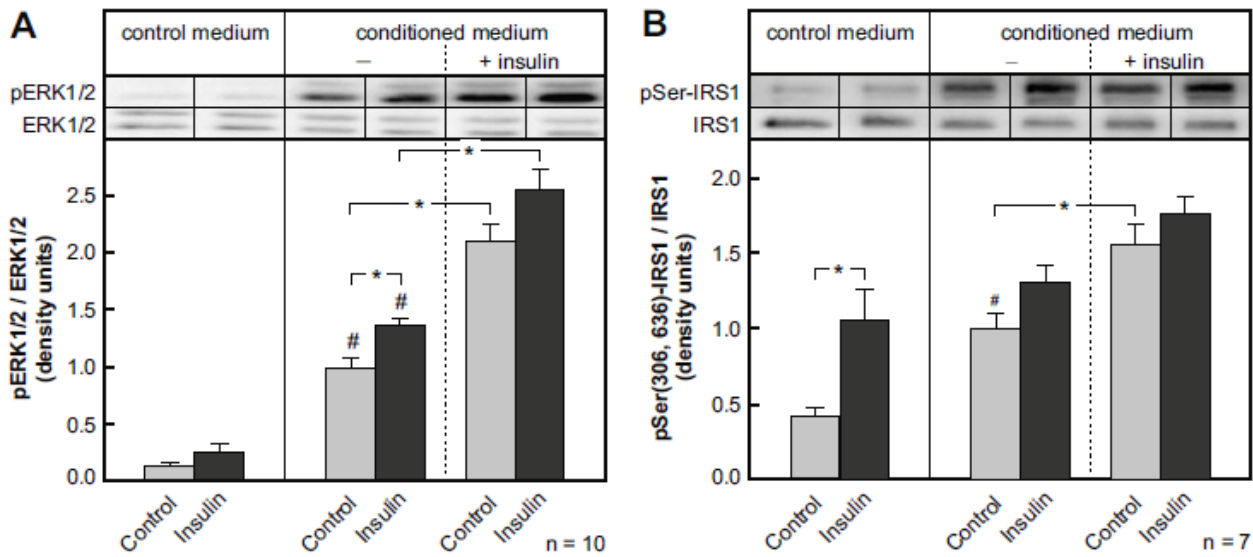 A
control medium
conditioned medium
–
+ insulin
pERK1/2
ERK1/2
pERK1/2 / ERK1/2
(density units)
2.5
2.0
1.5
1.0
0.5
0.0
*
*
*
#
#
Control
Insulin
Control
Insulin
Control
Insulin
n = 10
B
control medium
conditioned medium
–
+ insulin
pSer-IRS1
IRS1
pSer(306, 636)-IRS1 / IRS1
(density units)
2.0
1.5
1.0
0.5
0.0
*
*
#
Control
Insulin
Control
Insulin
Control
Insulin
n = 7